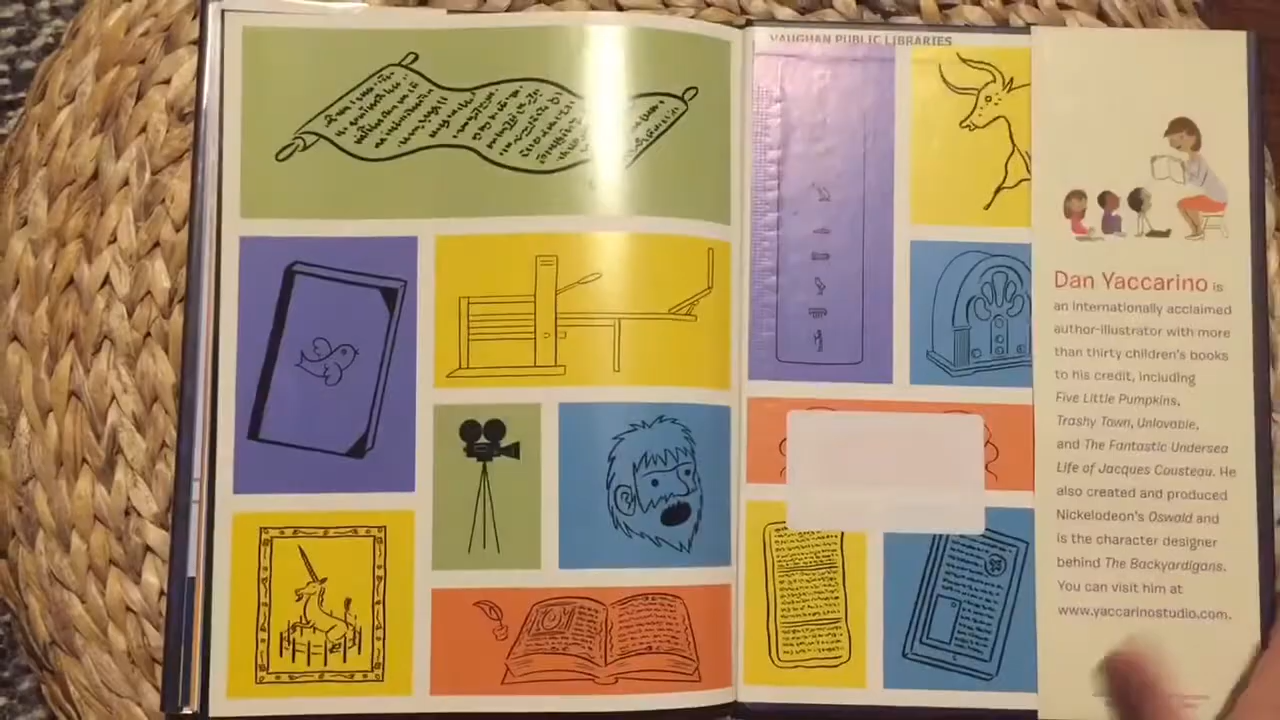 VAUGHAN PUBLIC LIBRARIES
Dan Yaccarino is
an internationally acclaimed
author-illustrator with more
than thirty children's books
to his credit, including
Five Little Pumpkins,
Trashy Town, Unlovable,
and The Fantastic Undersea
Life of Jacques Cousteau. He
also created and produced
Nickelodeon's Oswald and
is the character designer
behind The Backyardigans.
You can visit him at
www.yaccarinostudio.com.